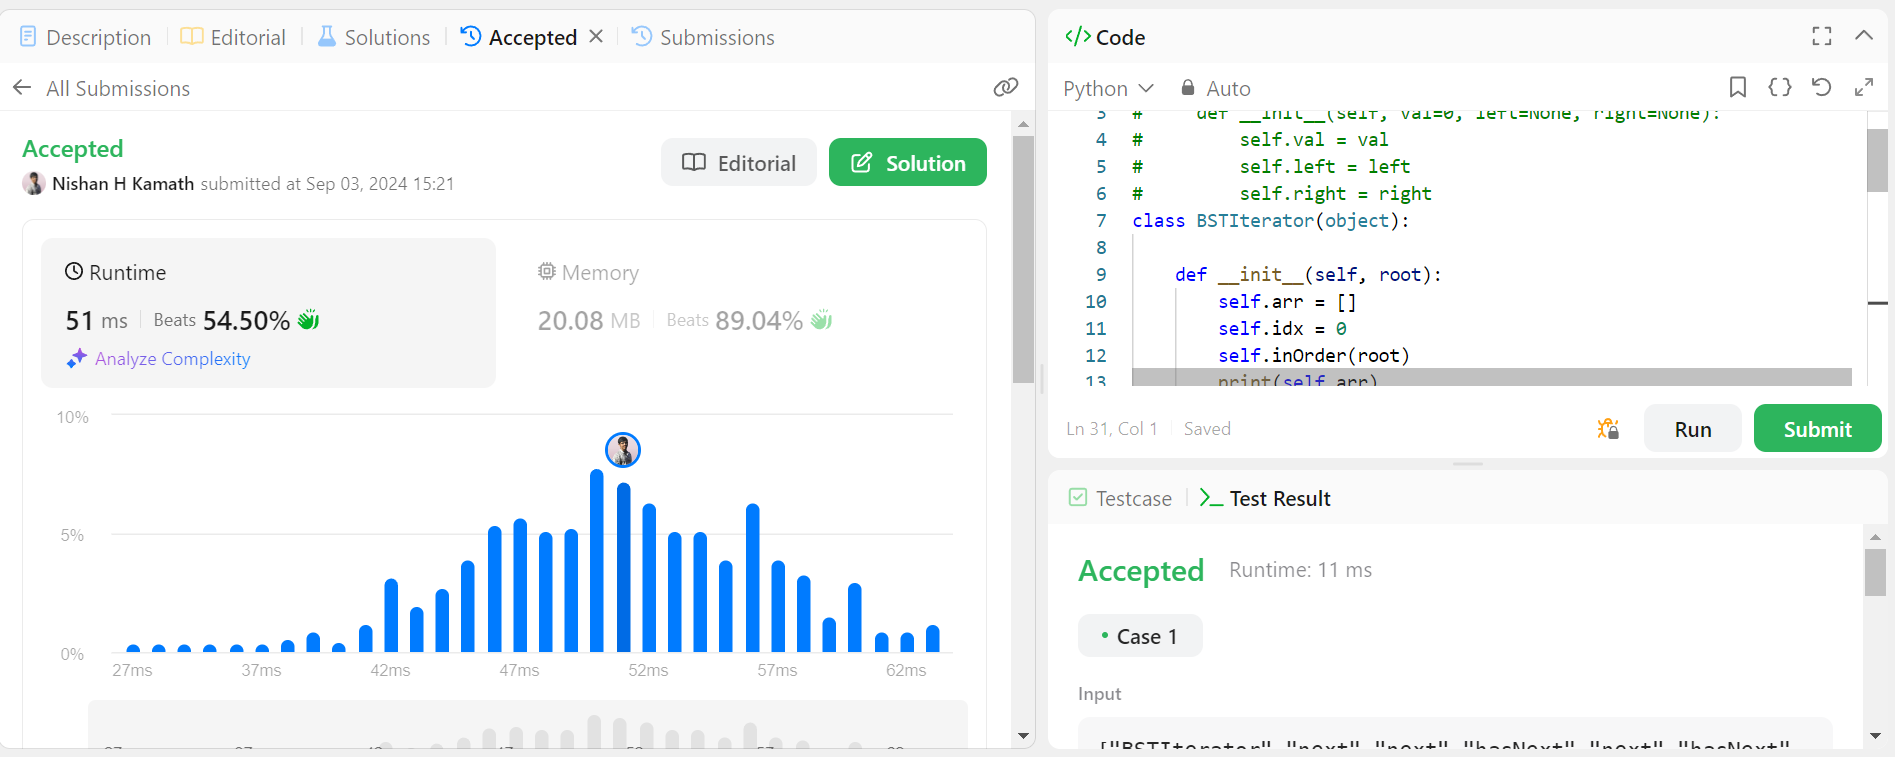 Description
Editorial
Solutions
Accepted
Submissions
All Submissions
Accepted
Nishan H Kamath submitted at Sep 03, 2024 15:21
Editorial
Solution
Runtime
51 ms
Beats 54.50%
Analyze Complexity
Memory
20.08 MB
Beats 89.04%
10%
5%
0%
27ms 37ms 42ms 47ms 52ms 57ms 62ms
</> Code
Python
Auto
3 #     def __init__(self, val=0, left=None, right=None):
4 #         self.val = val
5 #         self.left = left
6 #         self.right = right
7 class BSTIterator(object):
8
9     def __init__(self, root):
10         self.arr = []
11         self.idx = 0
12         self.inOrder(root)
13         print(self.arr)
Ln 31, Col 1
Saved
Run
Submit
Testcase
Test Result
Accepted
Runtime: 11 ms
Case 1
Input
["BSTIterator","next","next","hasNext","next","hasNext",